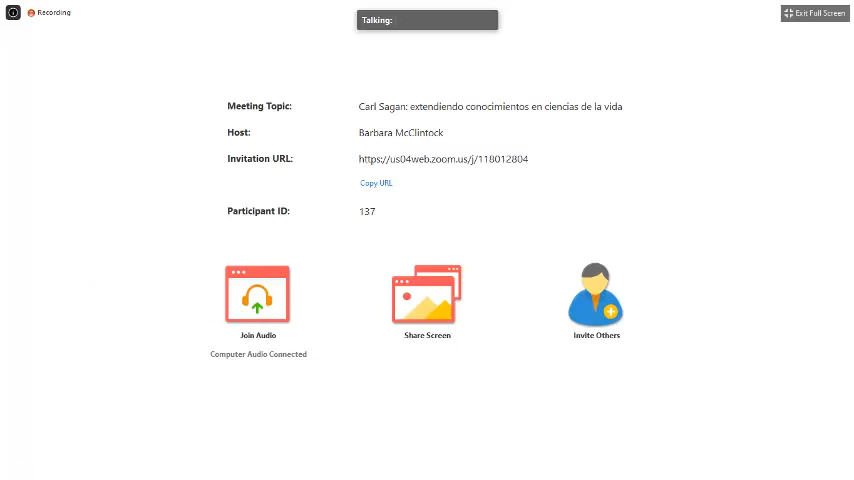 Recording
Talking:
Exit Full Screen
Meeting Topic: Carl Sagan: extendiendo conocimientos en ciencias de la vida
Host: Barbara McClintock
Invitation URL: https://us04web.zoom.us/j/118012804
Copy URL
Participant ID: 137
Join Audio
Share Screen
Invite Others
Computer Audio Connected